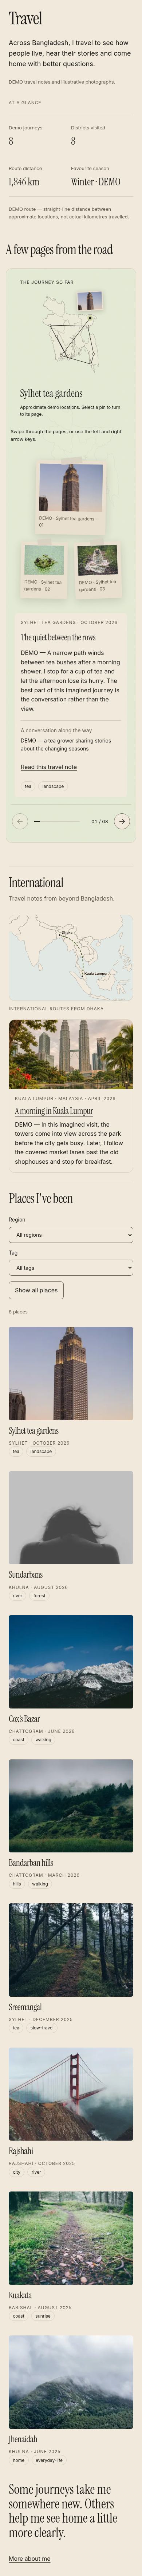 Travel
Across Bangladesh, I travel to see how
people live, hear their stories and come
home with better questions.
DEMO travel notes and illustrative photographs.
AT A GLANCE
Demo journeys
Districts visited
8
8
Route distance
Favourite season
1,846 km
Winter · DEMO
DEMO route — straight-line distance between
approximate locations, not actual kilometres travelled.
A few pages from the road
THE JOURNEY SO FAR
Sylhet tea gardens
Approximate demo locations. Select a pin to turn
to its page.
Swipe through the pages, or use the left and right
arrow keys.
DEMO · Sylhet tea gardens ·
01
DEMO · Sylhet tea
gardens · 02
DEMO · Sylhet tea
gardens · 03
SYLHET TEA GARDENS · OCTOBER 2026
The quiet between the rows
DEMO — A narrow path winds
between tea bushes after a morning
shower. I stop for a cup of tea and
let the afternoon lose its hurry. The
best part of this imagined journey is
the conversation rather than the
view.
A conversation along the way
DEMO — a tea grower sharing stories
about the changing seasons
Read this travel note
tea
landscape
01 / 08
International
Travel notes from beyond Bangladesh.
Dhaka
Kuala Lumpur
INTERNATIONAL ROUTES FROM DHAKA
KUALA LUMPUR · MALAYSIA · APRIL 2026
A morning in Kuala Lumpur
DEMO — In this imagined visit, the
towers come into view across the park
before the city gets busy. Later, I follow
the covered market lanes past the old
shophouses and stop for breakfast.
Places I've been
Region
All regions
Tag
All tags
Show all places
8 places
Sylhet tea gardens
SYLHET · OCTOBER 2026
tea
landscape
Sundarbans
KHULNA · AUGUST 2026
river
forest
Cox's Bazar
CHATTOGRAM · JUNE 2026
coast
walking
Bandarban hills
CHATTOGRAM · MARCH 2026
hills
walking
Sreemangal
SYLHET · DECEMBER 2025
tea
slow-travel
Rajshahi
RAJSHAHI · OCTOBER 2025
city
river
Kuakata
BARISHAL · AUGUST 2025
coast
sunrise
Jhenaidah
KHULNA · JUNE 2025
home
everyday-life
Some journeys take me
somewhere new. Others
help me see home a little
more clearly.
More about me